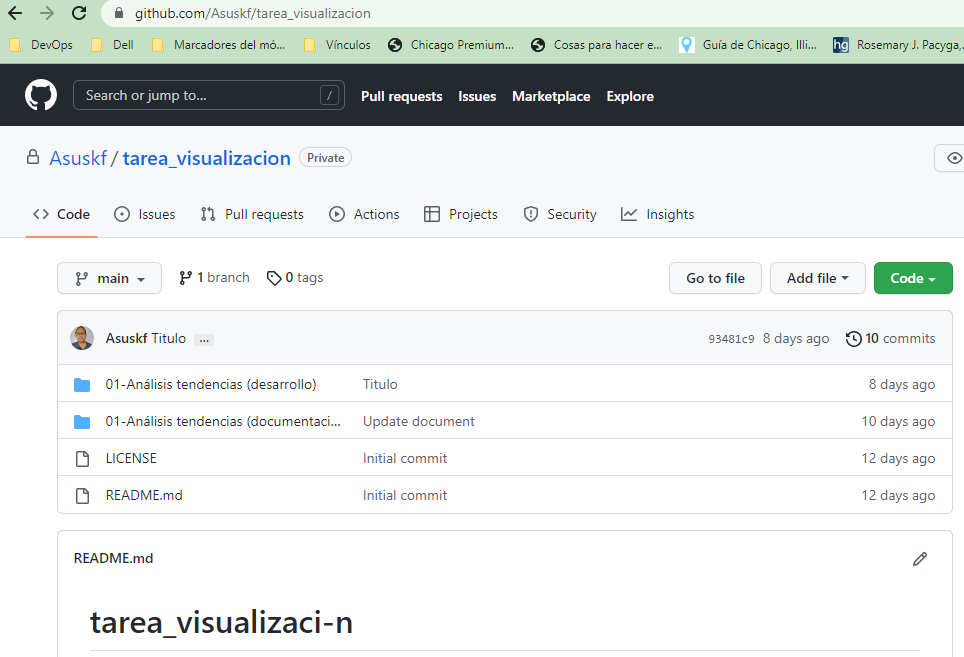 github.com/Asuskf/tarea_visualizacion
DevOps Dell Marcadores del mó... Vínculos Chicago Premium... Cosas para hacer e... Guía de Chicago, Illi... hg Rosemary J. Pacyga,
Search or jump to... / Pull requests Issues Marketplace Explore
Asuskf / tarea_visualizacion Private
Code Issues Pull requests Actions Projects Security Insights
main 1 branch 0 tags Go to file Add file Code
Asuskf Titulo ... 93481c9 8 days ago 10 commits
01-Análisis tendencias (desarrollo) Titulo 8 days ago
01-Análisis tendencias (documentaci... Update document 10 days ago
LICENSE Initial commit 12 days ago
README.md Initial commit 12 days ago
README.md
tarea_visualizaci-n